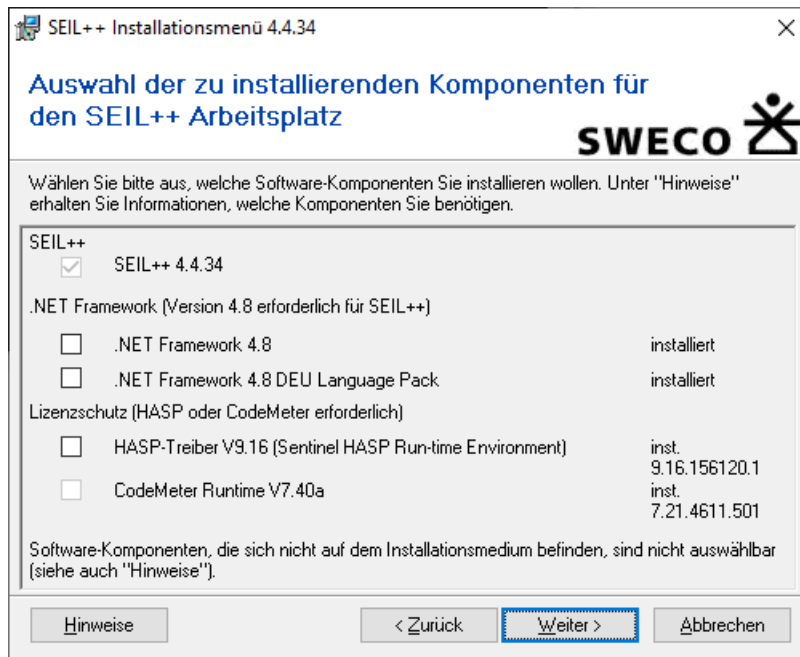 SEIL++ Installationsmenü 4.4.34
Auswahl der zu installierenden Komponenten für
den SEIL++ Arbeitsplatz
SWECO
Wählen Sie bitte aus, welche Software-Komponenten Sie installieren wollen. Unter "Hinweise"
erhalten Sie Informationen, welche Komponenten Sie benötigen.
SEIL++
SEIL++ 4.4.34
.NET Framework (Version 4.8 erforderlich für SEIL++)
.NET Framework 4.8 installiert
.NET Framework 4.8 DEU Language Pack installiert
Lizenzschutz (HASP oder CodeMeter erforderlich)
HASP-Treiber V9.16 (Sentinel HASP Run-time Environment) inst.
9.16.156120.1
CodeMeter Runtime V7.40a inst.
7.21.4611.501
Software-Komponenten, die sich nicht auf dem Installationsmedium befinden, sind nicht auswählbar
(siehe auch "Hinweise").
Hinweise < Zurück Weiter > Abbrechen